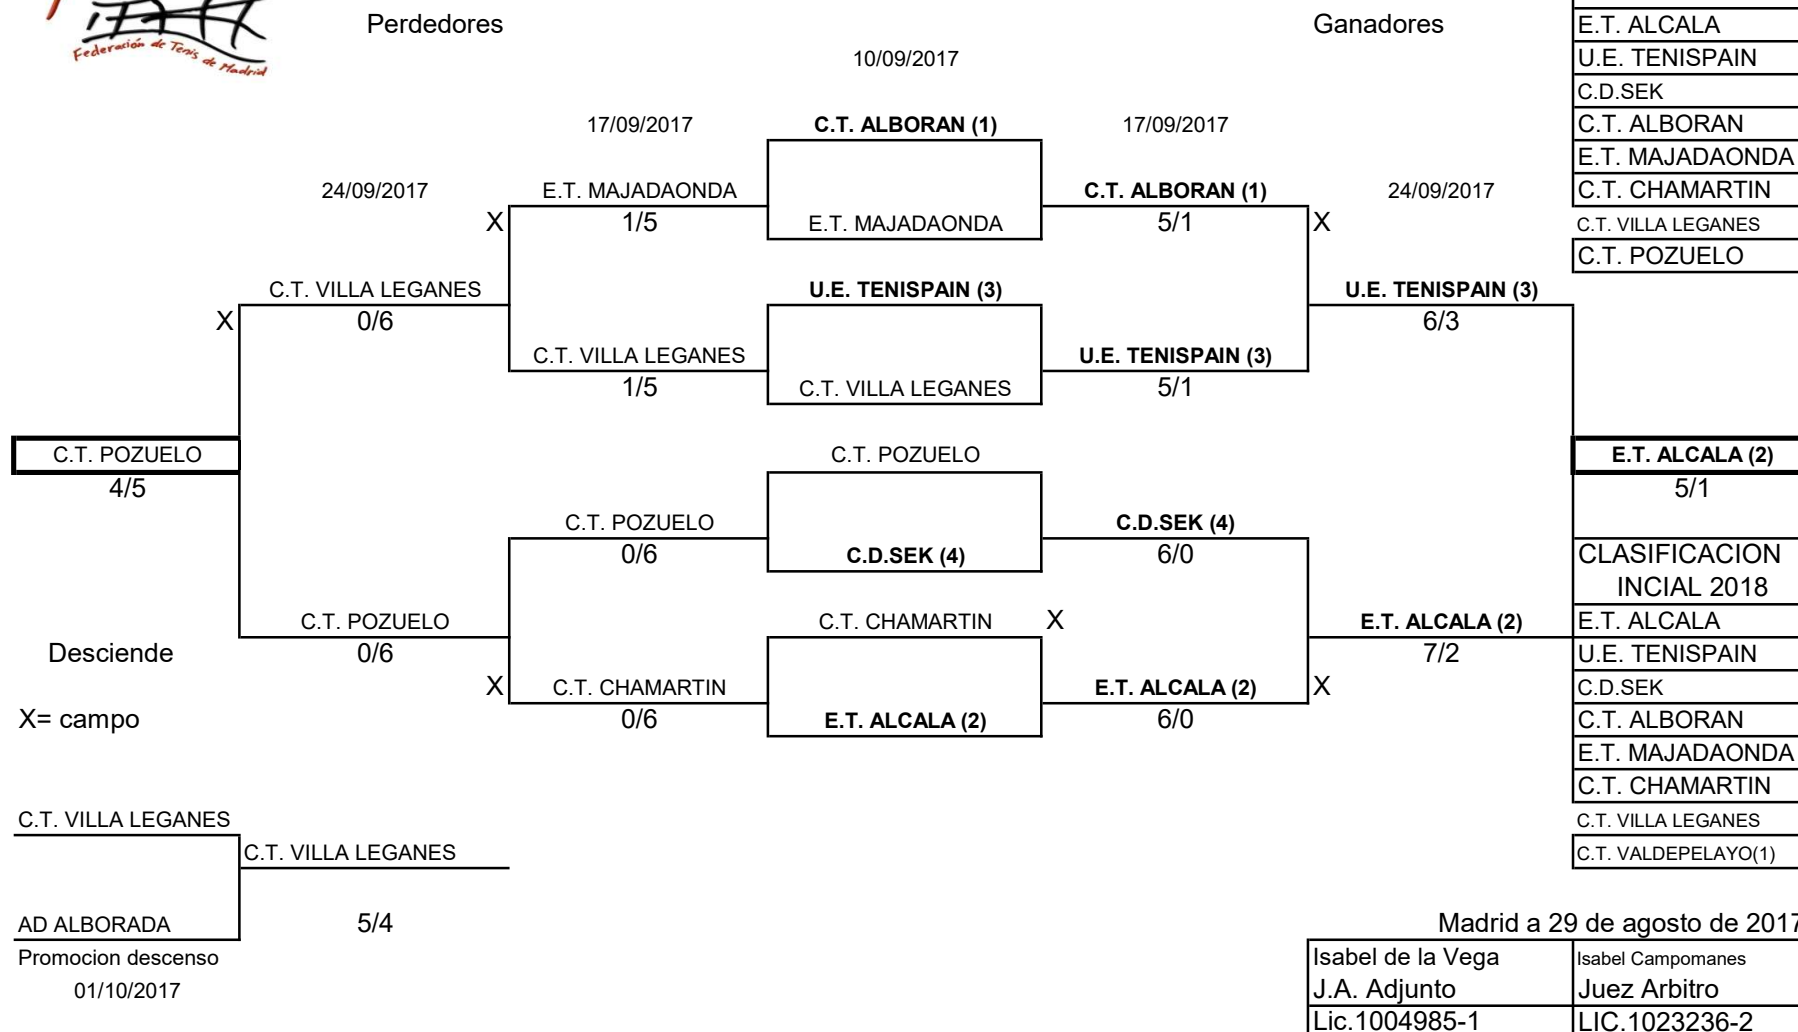 Federación de Tenis de Madrid
Perdedores
Ganadores
E.T. ALCALA
10/09/2017
U.E. TENISPAIN
C.D.SEK
17/09/2017
C.T. ALBORAN (1)
17/09/2017
C.T. ALBORAN
E.T. MAJADAONDA
24/09/2017
E.T. MAJADAONDA
C.T. ALBORAN (1)
24/09/2017
C.T. CHAMARTIN
X
1/5
E.T. MAJADAONDA
5/1
X
C.T. VILLA LEGANES
C.T. POZUELO
C.T. VILLA LEGANES
U.E. TENISPAIN (3)
U.E. TENISPAIN (3)
X
0/6
6/3
C.T. VILLA LEGANES
U.E. TENISPAIN (3)
1/5
C.T. VILLA LEGANES
5/1
C.T. POZUELO
C.T. POZUELO
E.T. ALCALA (2)
4/5
5/1
C.T. POZUELO
C.D.SEK (4)
0/6
C.D.SEK (4)
6/0
CLASIFICACION
INCIAL 2018
C.T. POZUELO
C.T. CHAMARTIN
X
E.T. ALCALA (2)
E.T. ALCALA
Desciende
0/6
7/2
U.E. TENISPAIN
X
C.T. CHAMARTIN
E.T. ALCALA (2)
X
C.D.SEK
X= campo
0/6
E.T. ALCALA (2)
6/0
C.T. ALBORAN
E.T. MAJADAONDA
C.T. CHAMARTIN
C.T. VILLA LEGANES
C.T. VILLA LEGANES
C.T. VILLA LEGANES
C.T. VALDEPELAYO(1)
AD ALBORADA
5/4
Madrid a 29 de agosto de 2017
Promocion descenso
Isabel de la Vega
Isabel Campomanes
01/10/2017
J.A. Adjunto
Juez Arbitro
Lic.1004985-1
LIC.1023236-2